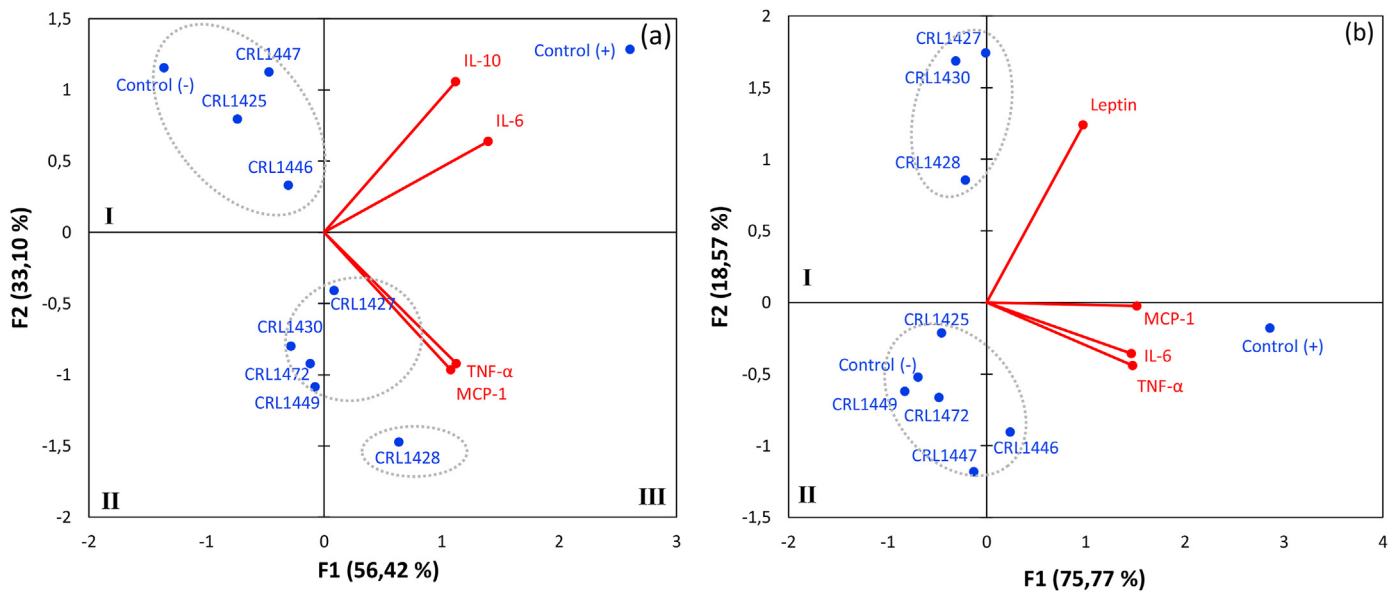 (a)
1,5
1
0,5
0
-0,5
-1
-1,5
-2
F2 (33,10 %)
CRL1447
Control (-)
CRL1425
CRL1446
IL-10
IL-6
Control (+)
I
CRL1427
CRL1430
CRL1472
CRL1449
TNF-α
MCP-1
CRL1428
II
III
-2
-1
0
1
2
3
F1 (56,42 %)
(b)
2
1,5
1
0,5
0
-0,5
-1
-1,5
F2 (18,57 %)
CRL1427
CRL1430
Leptin
CRL1428
I
CRL1425
MCP-1
Control (-)
IL-6
Control (+)
TNF-α
CRL1449
CRL1472
CRL1447
CRL1446
II
-2
-1
0
1
2
3
4
F1 (75,77 %)